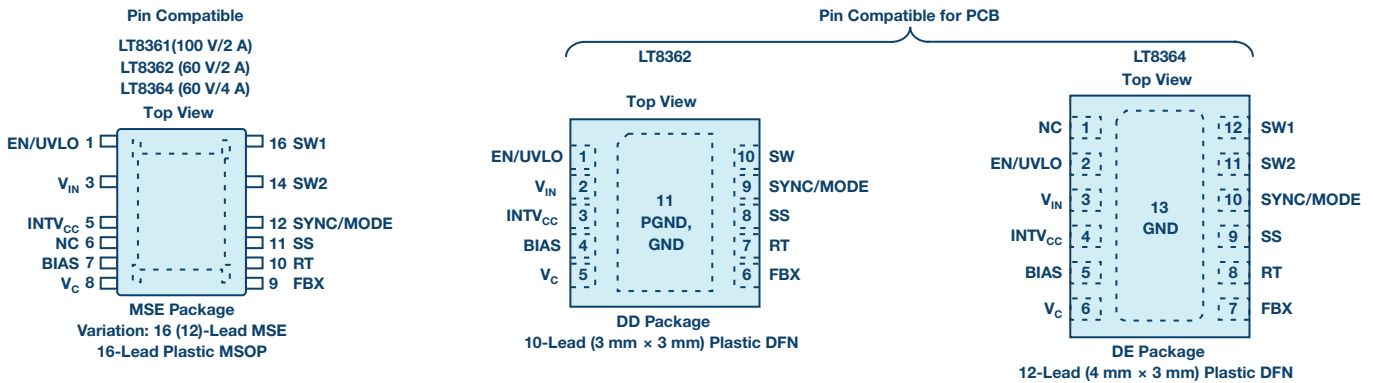 Pin Compatible
LT8361(100 V/2 A)
LT8362 (60 V/2 A)
LT8364 (60 V/4 A)
Top View
EN/UVLO 1
16 SW1
VIN 3
14 SW2
INTVCC 5
12 SYNC/MODE
NC 6
11 SS
BIAS 7
10 RT
VC 8
9 FBX
MSE Package
Variation: 16 (12)-Lead MSE
16-Lead Plastic MSOP
Pin Compatible for PCB
LT8362
Top View
EN/UVLO 1
10 SW
VIN 2
9 SYNC/MODE
INTVCC 3
8 SS
BIAS 4
7 RT
VC 5
6 FBX
11
PGND,
GND
DD Package
10-Lead (3 mm × 3 mm) Plastic DFN
LT8364
Top View
NC 1
12 SW1
EN/UVLO 2
11 SW2
VIN 3
10 SYNC/MODE
INTVCC 4
9 SS
BIAS 5
8 RT
VC 6
7 FBX
13
GND
DE Package
12-Lead (4 mm × 3 mm) Plastic DFN